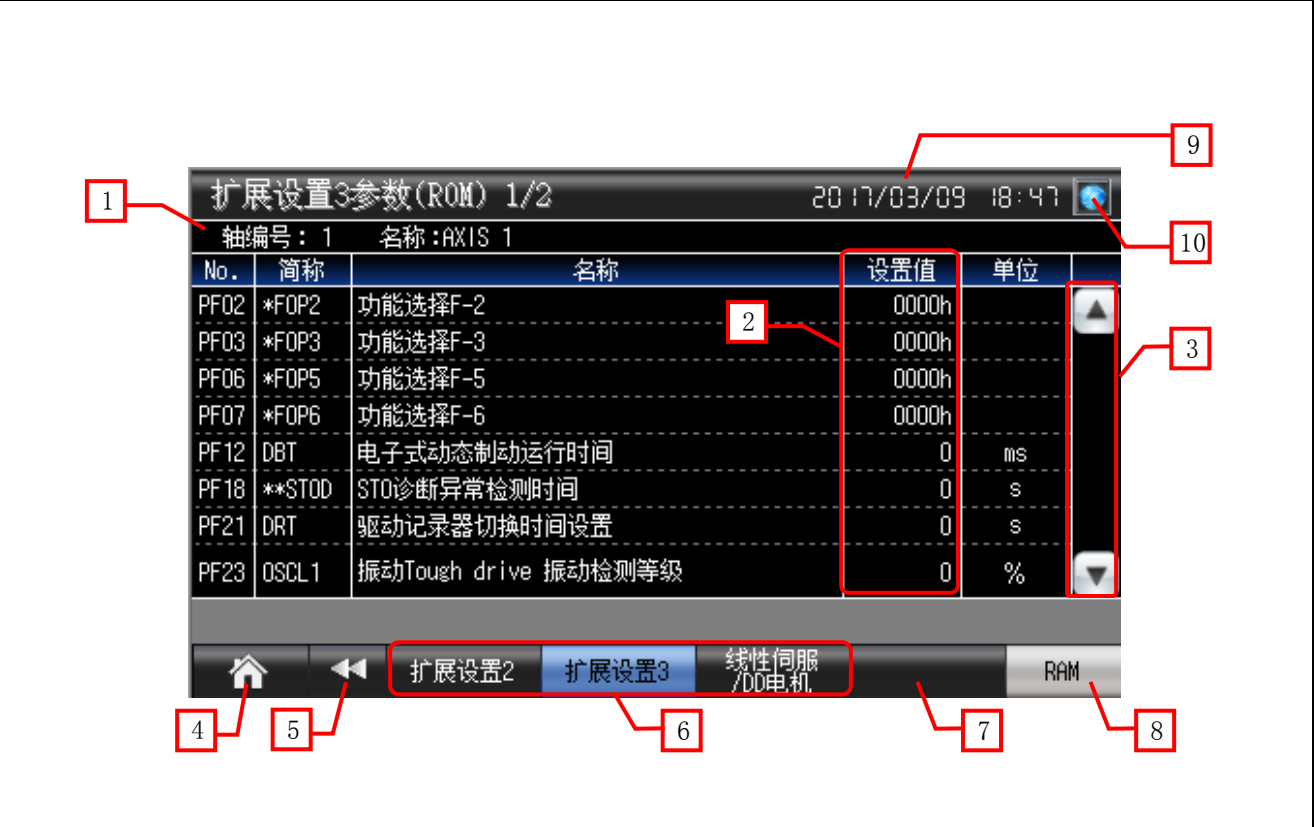 9
扩展设置3参数(ROM) 1/2 2017/03/09 18:47
1
轴编号：1 名称:AXIS 1
10
No. 简称 名称 设置值 单位
PF02 *FOP2 功能选择F-2 0000h
2
PF03 *FOP3 功能选择F-3 0000h
3
PF06 *FOP5 功能选择F-5 0000h
PF07 *FOP6 功能选择F-6 0000h
PF12 DBT 电子式动态制动运行时间 0 ms
PF18 **STOD STO诊断异常检测时间 0 s
PF21 DRT 驱动记录器切换时间设置 0 s
PF23 OSCL1 振动Tough drive 振动检测等级 0 %
扩展设置2 扩展设置3 线性伺服
/DD电机
RAM
4 5 6 7 8